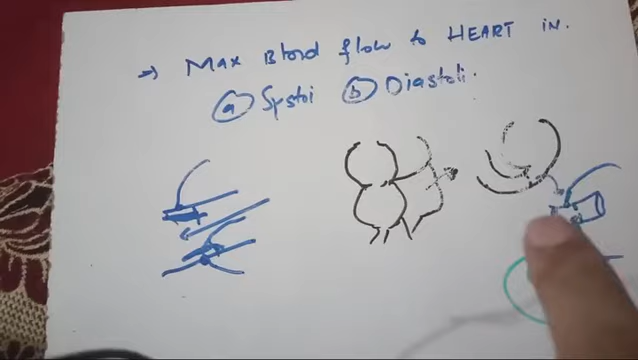 → Max Blood flow to HEART in.
ⓐ Systoi ⓑ Diastoli.